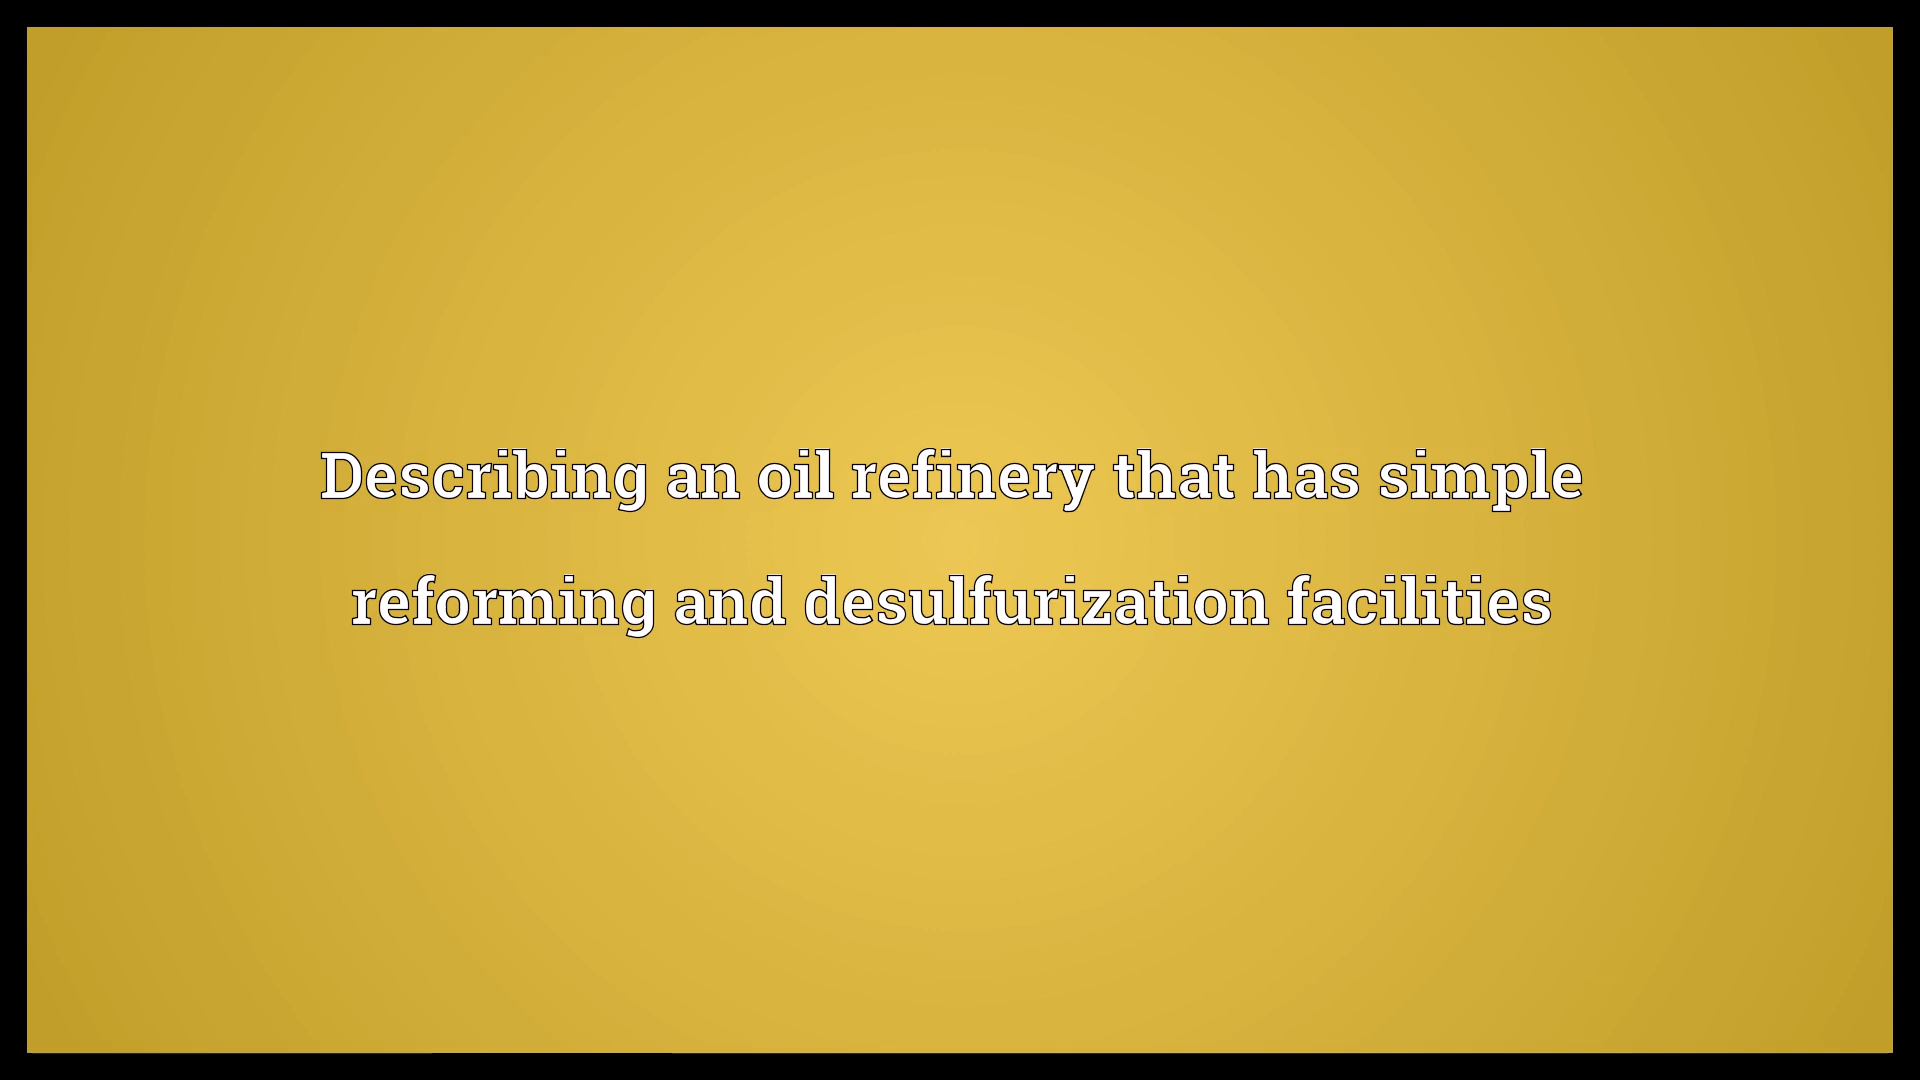 Describing an oil refinery that has simple
reforming and desulfurization facilities